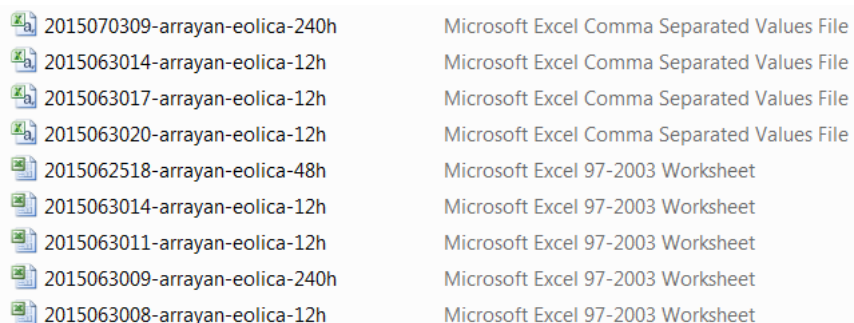 2015070309-arrayan-eolica-240h Microsoft Excel Comma Separated Values File
2015063014-arrayan-eolica-12h Microsoft Excel Comma Separated Values File
2015063017-arrayan-eolica-12h Microsoft Excel Comma Separated Values File
2015063020-arrayan-eolica-12h Microsoft Excel Comma Separated Values File
2015062518-arrayan-eolica-48h Microsoft Excel 97-2003 Worksheet
2015063014-arrayan-eolica-12h Microsoft Excel 97-2003 Worksheet
2015063011-arrayan-eolica-12h Microsoft Excel 97-2003 Worksheet
2015063009-arrayan-eolica-240h Microsoft Excel 97-2003 Worksheet
2015063008-arrayan-eolica-12h Microsoft Excel 97-2003 Worksheet